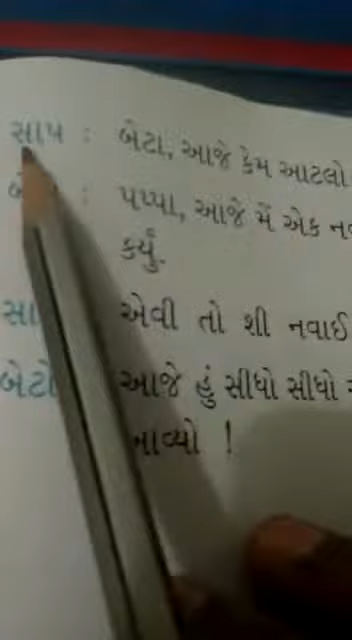 સાપ : બેટા, આજે કેમ આટલો
: પપ્પા, આજે મેં એક
કર્યું.
એવી તો શી નવાઈ
બેટો આજે હું સીધો સીધો
!